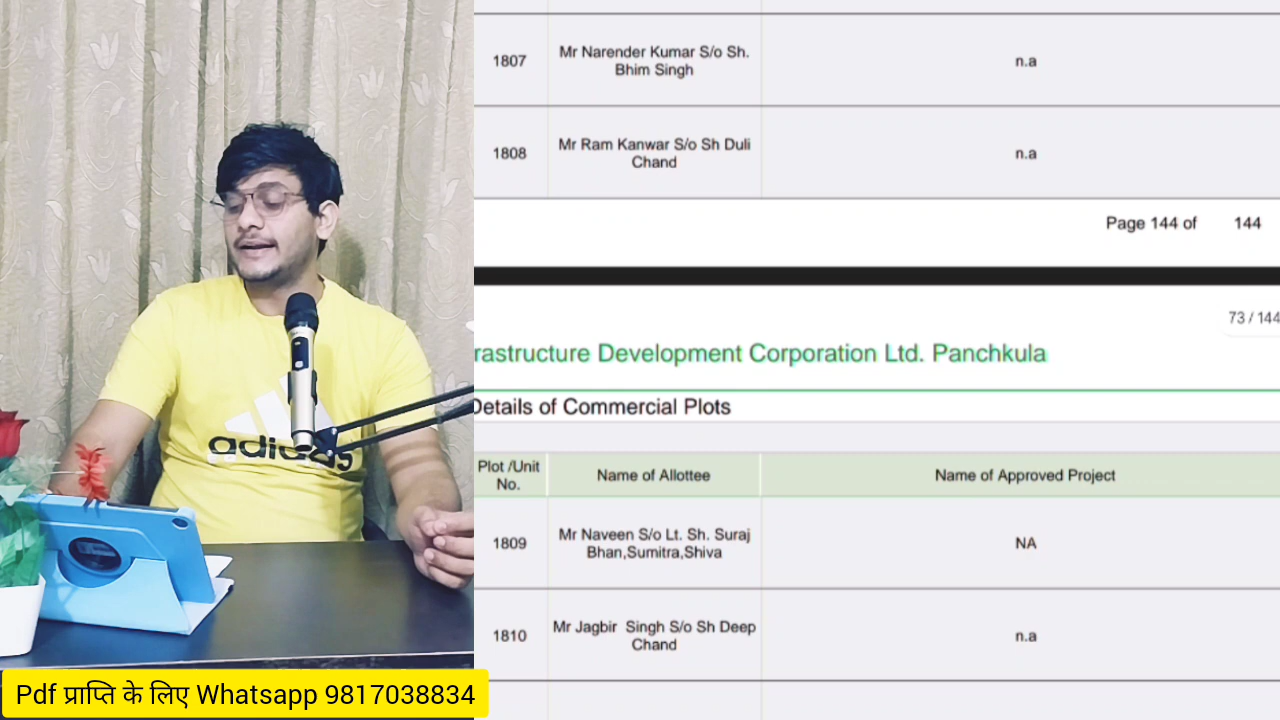 1807
Mr Narender Kumar S/o Sh.
Bhim Singh
n.a
1808
Mr Ram Kanwar S/o Sh Duli
Chand
n.a
Page 144 of 144
73 / 144
rastructure Development Corporation Ltd. Panchkula
Details of Commercial Plots
Plot /Unit
No.
Name of Allottee
Name of Approved Project
1809
Mr Naveen S/o Lt. Sh. Suraj
Bhan,Sumitra,Shiva
NA
1810
Mr Jagbir Singh S/o Sh Deep
Chand
n.a
adidas
Pdf प्राप्ति के लिए Whatsapp 9817038834